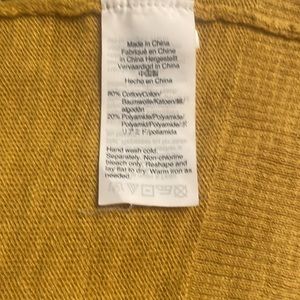 Made in China
Fabriqué en Chine
in China Hergestellt
Vervaardigd in China
中国製
Hecho en China
80% Cotton/Coton/
Baumwolle/Katoen/綿/
algodón
20% Polyamide/Polyamide/
Polyamid/Polyamide/ポ
リアミド/poliamida
Hand wash cold.
Separately. Non-chlorine
bleach only. Reshape and
lay flat to dry. Warm iron as
needed.